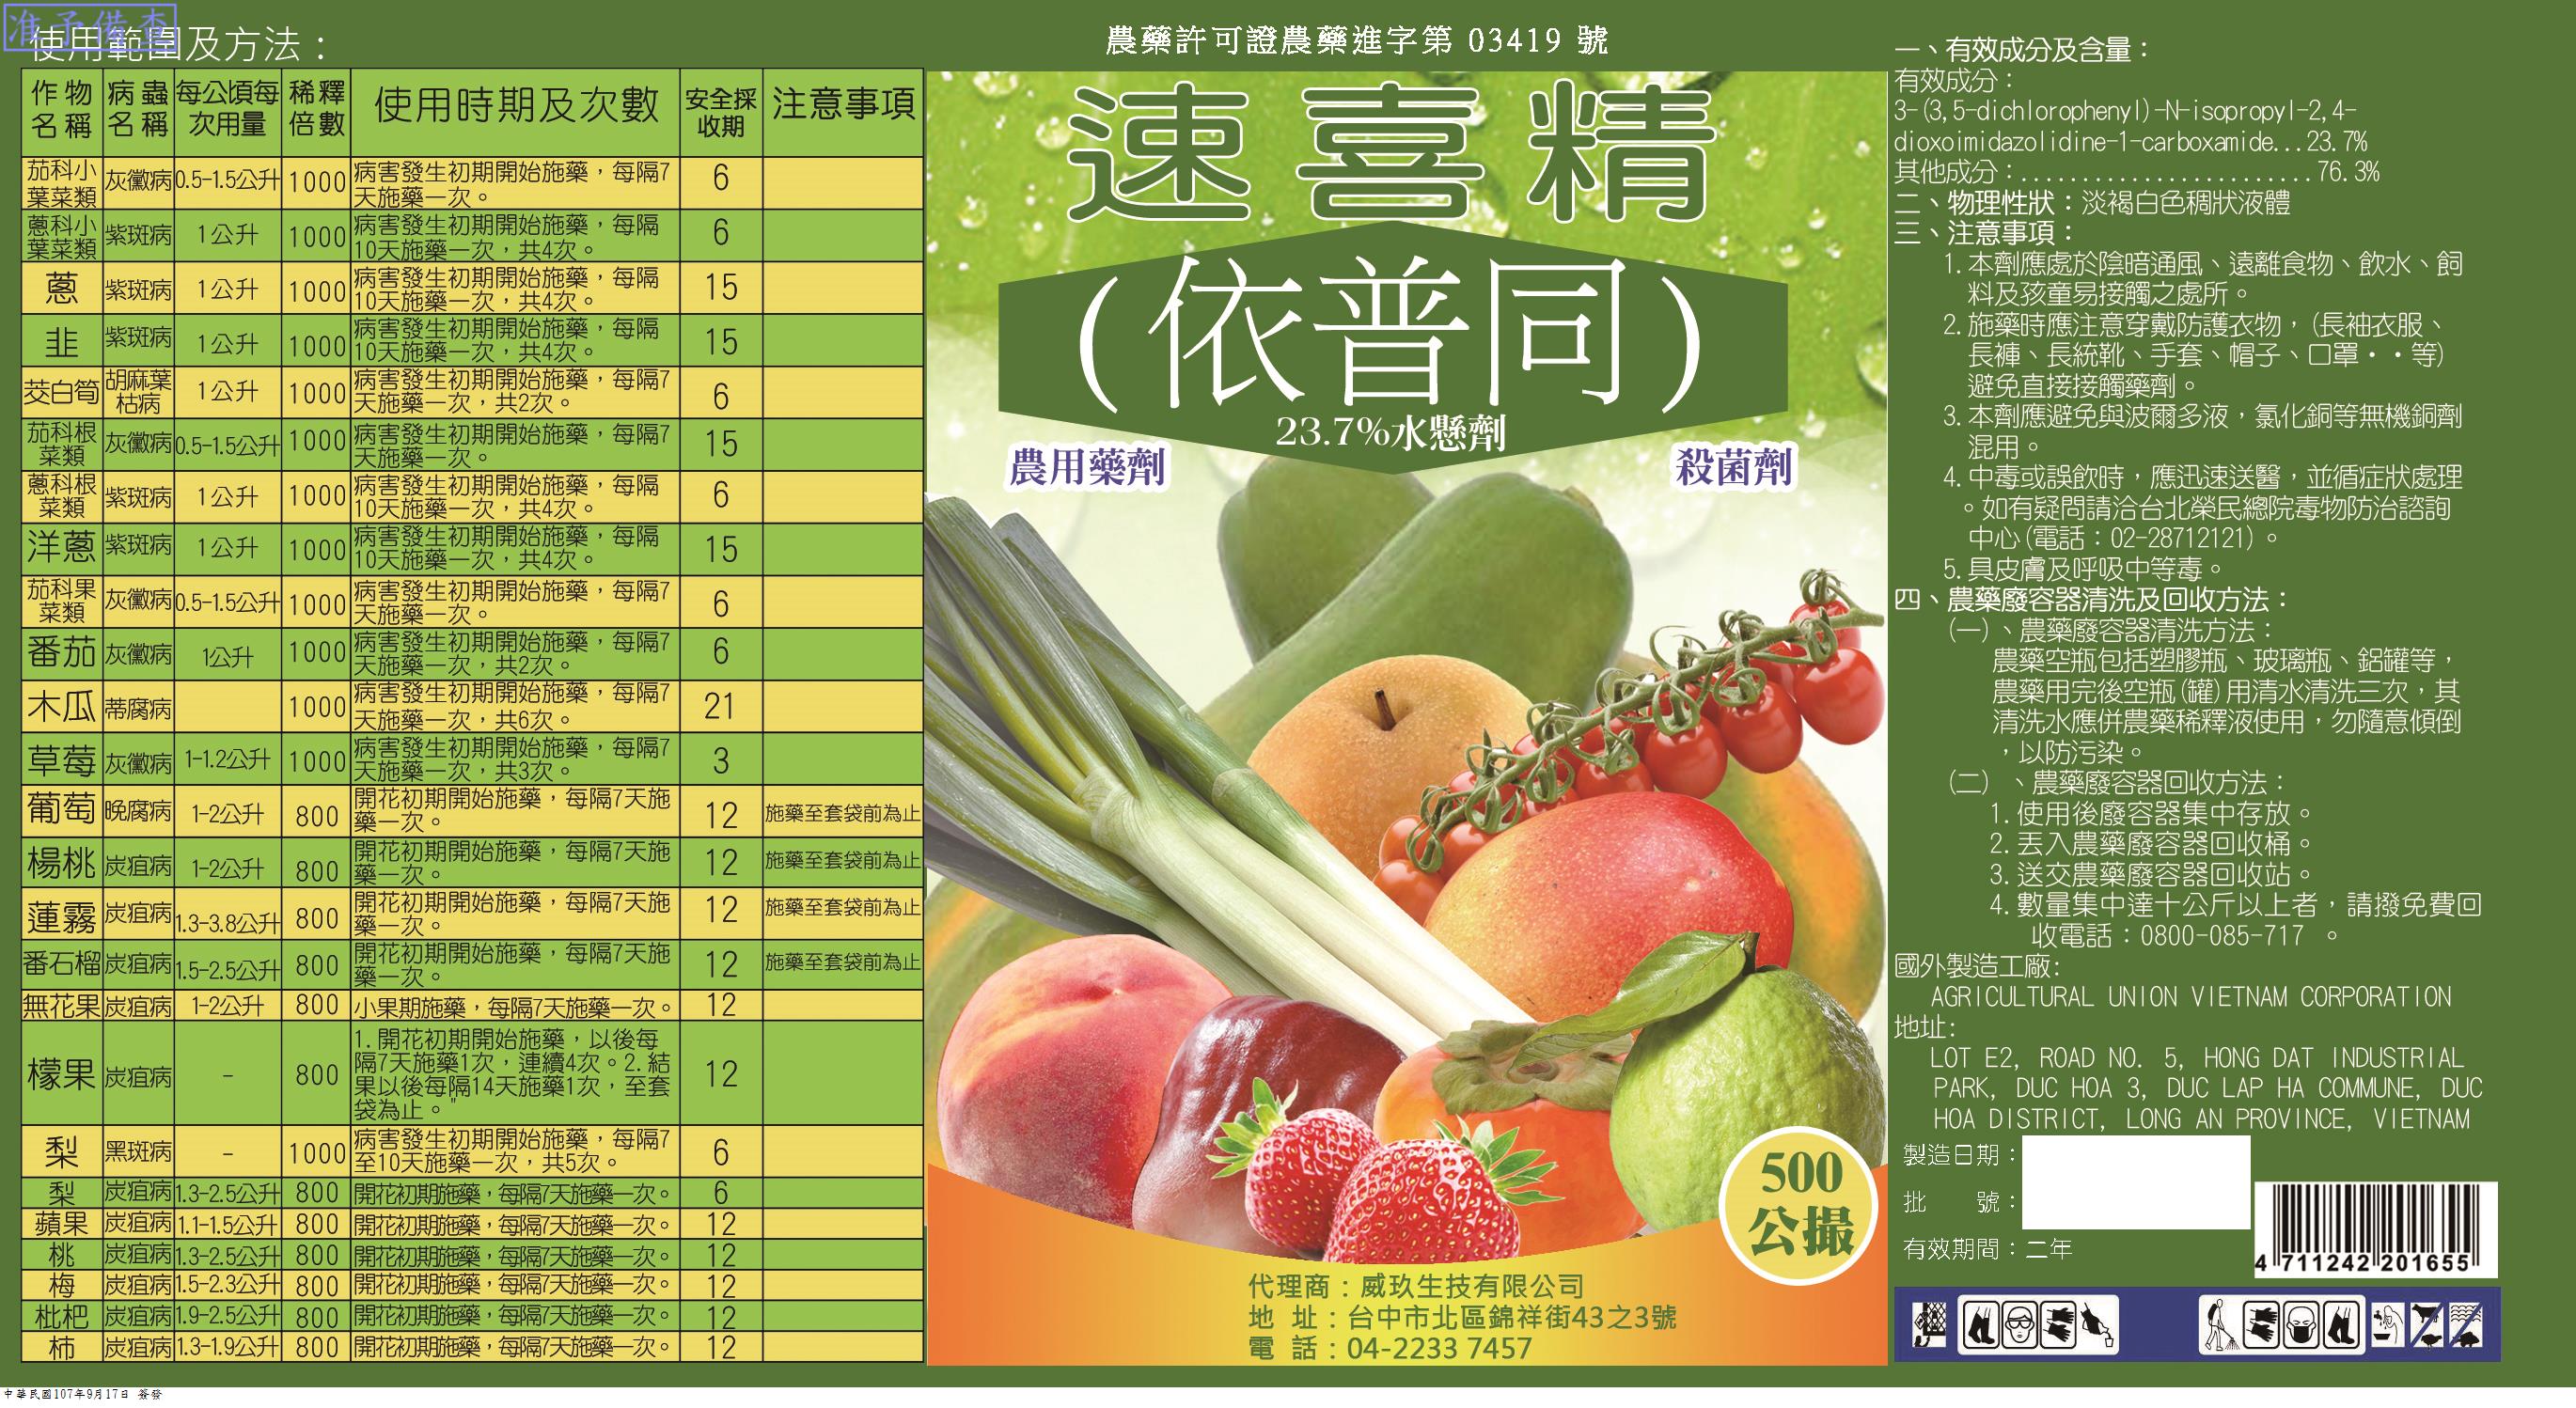 准予備查
使用範圍及方法：
作物名稱 病蟲名稱 每公頃每次用量 稀釋倍數 使用時期及次數 安全採收期 注意事項
茄科小葉菜類 灰黴病 0.5-1.5公升 1000 病害發生初期開始施藥，每隔7天施藥一次。 6
蔥科小葉菜類 紫斑病 1公升 1000 病害發生初期開始施藥，每隔10天施藥一次，共4次。 6
蔥 紫斑病 1公升 1000 病害發生初期開始施藥，每隔10天施藥一次，共4次。 15
韭 紫斑病 1公升 1000 病害發生初期開始施藥，每隔10天施藥一次，共4次。 15
茭白筍 胡麻葉枯病 1公升 1000 病害發生初期開始施藥，每隔7天施藥一次，共2次。 6
茄科根菜類 灰黴病 0.5-1.5公升 1000 病害發生初期開始施藥，每隔7天施藥一次。 15
蔥科根菜類 紫斑病 1公升 1000 病害發生初期開始施藥，每隔10天施藥一次，共4次。 6
洋蔥 紫斑病 1公升 1000 病害發生初期開始施藥，每隔10天施藥一次，共4次。 15
茄科果菜類 灰黴病 0.5-1.5公升 1000 病害發生初期開始施藥，每隔7天施藥一次。 6
番茄 灰黴病 1公升 1000 病害發生初期開始施藥，每隔7天施藥一次，共2次。 6
木瓜 蒂腐病 1000 病害發生初期開始施藥，每隔7天施藥一次，共6次。 21
草莓 灰黴病 1-1.2公升 1000 病害發生初期開始施藥，每隔7天施藥一次，共3次。 3
葡萄 晚腐病 1-2公升 800 開花初期開始施藥，每隔7天施藥一次。 12 施藥至套袋前為止
楊桃 炭疽病 1-2公升 800 開花初期開始施藥，每隔7天施藥一次。 12 施藥至套袋前為止
蓮霧 炭疽病 1.3-3.8公升 800 開花初期開始施藥，每隔7天施藥一次。 12 施藥至套袋前為止
番石榴 炭疽病 1.5-2.5公升 800 開花初期開始施藥，每隔7天施藥一次。 12 施藥至套袋前為止
無花果 炭疽病 1-2公升 800 小果期施藥，每隔7天施藥一次。 12
檬果 炭疽病 - 800 1.開花初期開始施藥，以後每隔7天施藥1次，連續4次。2.結果以後每隔14天施藥1次，至套袋為止。" 12
梨 黑斑病 - 1000 病害發生初期開始施藥，每隔7至10天施藥一次，共5次。 6
梨 炭疽病 1.3-2.5公升 800 開花初期施藥，每隔7天施藥一次。 6
蘋果 炭疽病 1.1-1.5公升 800 開花初期施藥，每隔7天施藥一次。 12
桃 炭疽病 1.3-2.5公升 800 開花初期施藥，每隔7天施藥一次。 12
梅 炭疽病 1.5-2.3公升 800 開花初期施藥，每隔7天施藥一次。 12
枇杷 炭疽病 1.9-2.5公升 800 開花初期施藥，每隔7天施藥一次。 12
柿 炭疽病 1.3-1.9公升 800 開花初期施藥，每隔7天施藥一次。 12
農藥許可證農藥進字第 03419 號
速喜精
(依普同)
23.7%水懸劑
農用藥劑 殺菌劑
500
公撮
代理商：威玖生技有限公司
地 址：台中市北區錦祥街43之3號
電 話：04-2233 7457
一、有效成分及含量：
有效成分：
3-(3,5-dichlorophenyl)-N-isopropyl-2,4-
dioxoimidazolidine-1-carboxamide...23.7%
其他成分：.......................76.3%
二、物理性狀：淡褐白色稠狀液體
三、注意事項：
1.本劑應處於陰暗通風、遠離食物、飲水、飼
料及孩童易接觸之處所。
2.施藥時應注意穿戴防護衣物，(長袖衣服、
長褲、長統靴、手套、帽子、口罩‧‧等)
避免直接接觸藥劑。
3.本劑應避免與波爾多液，氯化銅等無機銅劑
混用。
4.中毒或誤飲時，應迅速送醫，並循症狀處理
。如有疑問請洽台北榮民總院毒物防治諮詢
中心(電話：02-28712121)。
5.具皮膚及呼吸中等毒。
四、農藥廢容器清洗及回收方法：
(一)、農藥廢容器清洗方法：
農藥空瓶包括塑膠瓶、玻璃瓶、鋁罐等，
農藥用完後空瓶(罐)用清水清洗三次，其
清洗水應併農藥稀釋液使用，勿隨意傾倒
，以防污染。
(二) 、農藥廢容器回收方法：
1.使用後廢容器集中存放。
2.丟入農藥廢容器回收桶。
3.送交農藥廢容器回收站。
4.數量集中達十公斤以上者，請撥免費回
收電話：0800-085-717 。
國外製造工廠:
AGRICULTURAL UNION VIETNAM CORPORATION
地址:
LOT E2, ROAD NO. 5, HONG DAT INDUSTRIAL
PARK, DUC HOA 3, DUC LAP HA COMMUNE, DUC
HOA DISTRICT, LONG AN PROVINCE, VIETNAM
製造日期：
批 號：
有效期間：二年
4 711242 201655
中華民國107年9月17日 簽發